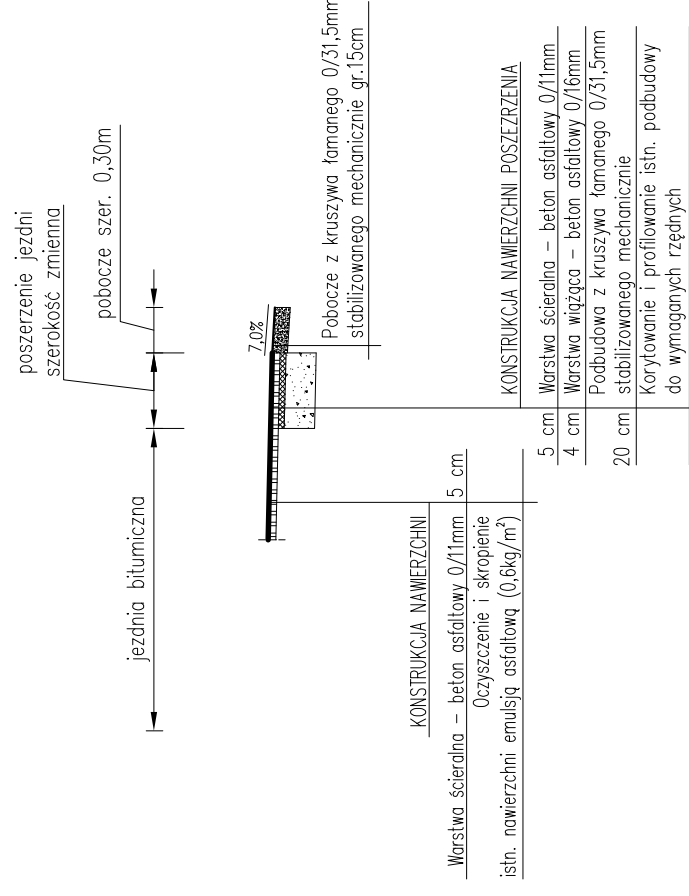 poszerzenie jezdni
szerokość zmienna
pobocze szer. 0,30m
jezdnia bitumiczna
7,0%
Pobocze z kruszywa łamanego 0/31,5mm
stabilizowanego mechanicznie gr.15cm
KONSTRUKCJA NAWIERZCHNI
Warstwa ścieralna – beton asfaltowy 0/11mm 5 cm
Oczyszczenie i skropienie
istn. nawierzchni emulsją asfaltową (0,6kg/m²)
KONSTRUKCJA NAWIERZCHNI POSZEZRZENIA
5 cm Warstwa ścieralna – beton asfaltowy 0/11mm
4 cm Warstwa wiążąca – beton asfaltowy 0/16mm
Podbudowa z kruszywa łamanego 0/31,5mm
20 cm stabilizowanego mechanicznie
Korytowanie i profilowanie istn. podbudowy
do wymaganych rzędnych